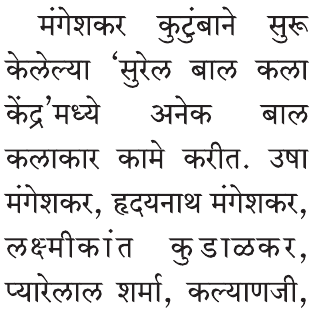 मंगेशकर कुटुंबाने सुरू
केलेल्या ‘सुरेल बाल कला
केंद्र’मध्ये अनेक बाल
कलाकार कामे करीत. उषा
मंगेशकर, हृदयनाथ मंगेशकर,
लक्ष्मीकांत कुडाळकर,
प्यारेलाल शर्मा, कल्याणजी,